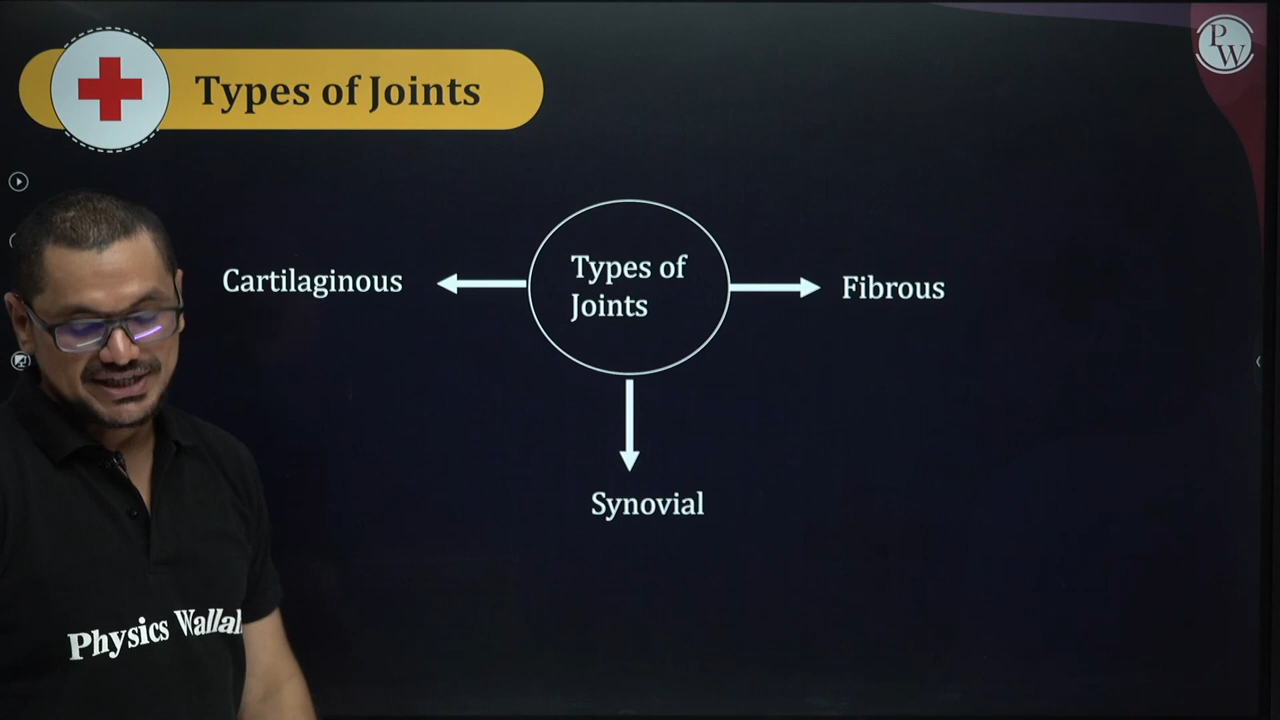 Types of Joints
PW
Types of
Joints
Cartilaginous
Fibrous
Synovial
Physics Wallah